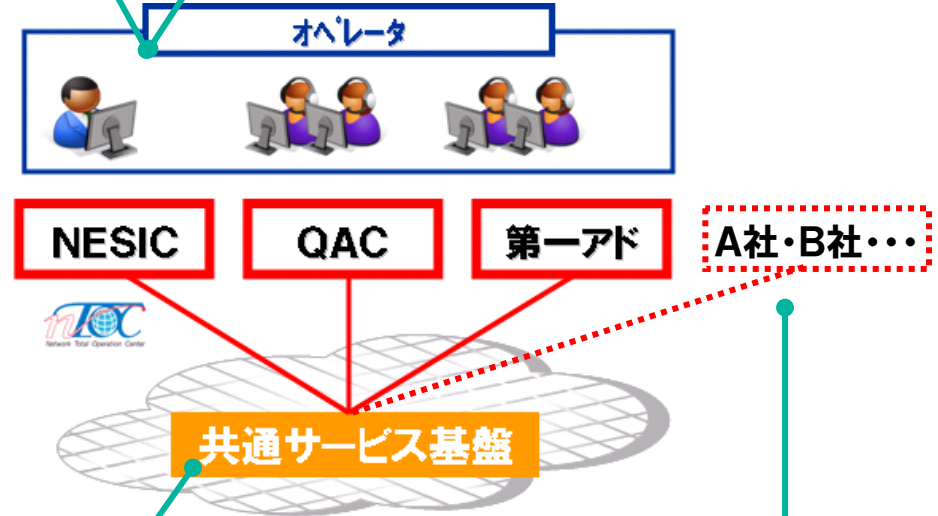 オペレータ
NESIC
QAC
第一アド
A社・B社・・・
nTOC
Network Total Operation Center
共通サービス基盤